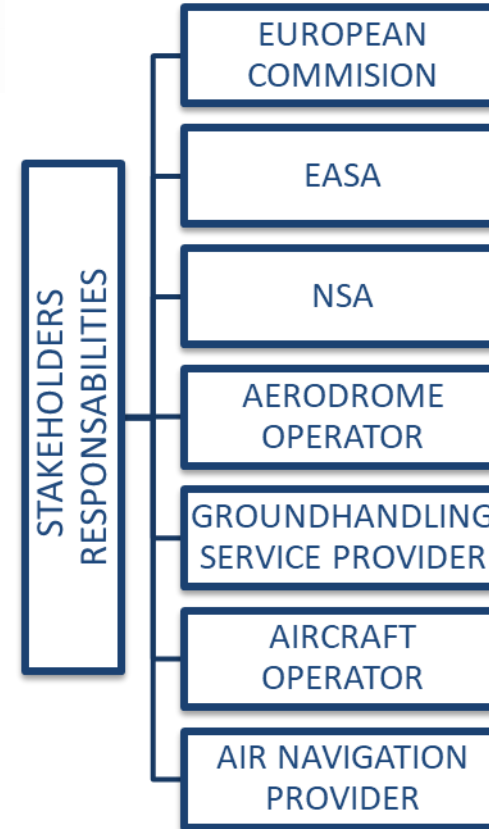 STAKEHOLDERS
RESPONSABILITIES
EUROPEAN
COMMISION
EASA
NSA
AERODROME
OPERATOR
GROUNDHANDLING
SERVICE PROVIDER
AIRCRAFT
OPERATOR
AIR NAVIGATION
PROVIDER